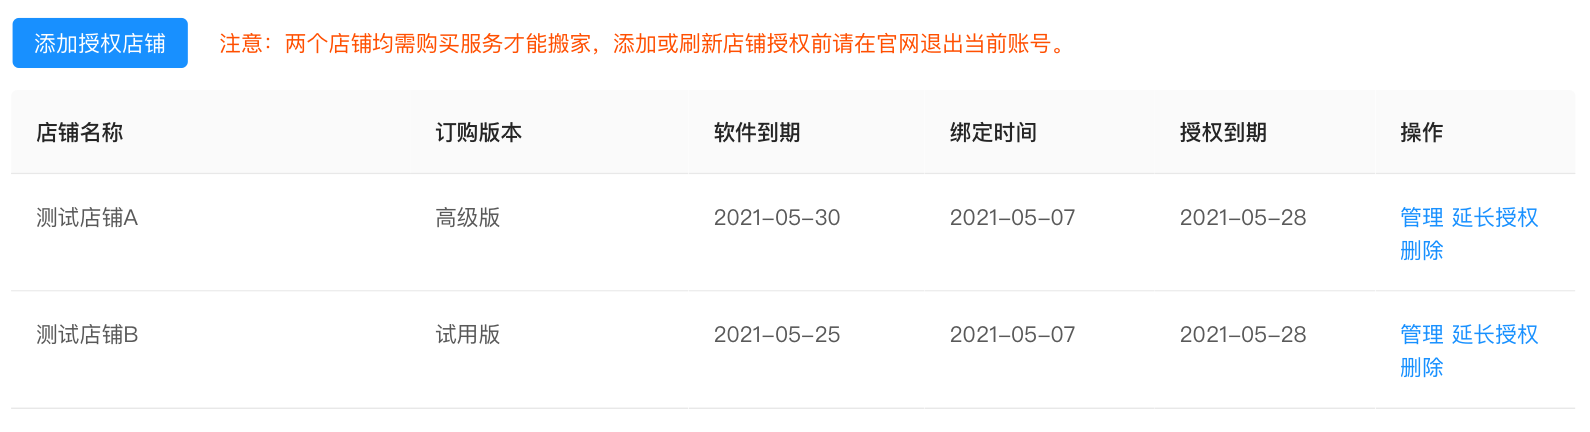 添加授权店铺 注意：两个店铺均需购买服务才能搬家，添加或刷新店铺授权前请在官网退出当前账号。
店铺名称 订购版本 软件到期 绑定时间 授权到期 操作
测试店铺A 高级版 2021-05-30 2021-05-07 2021-05-28 管理 延长授权
删除
测试店铺B 试用版 2021-05-25 2021-05-07 2021-05-28 管理 延长授权
删除